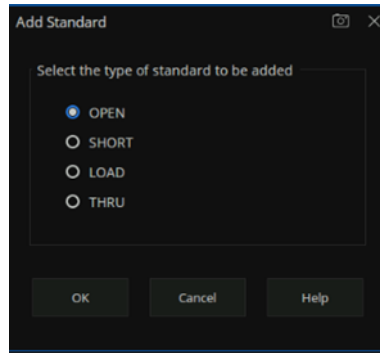 Add Standard
Select the type of standard to be added
OPEN
SHORT
LOAD
THRU
OK Cancel Help